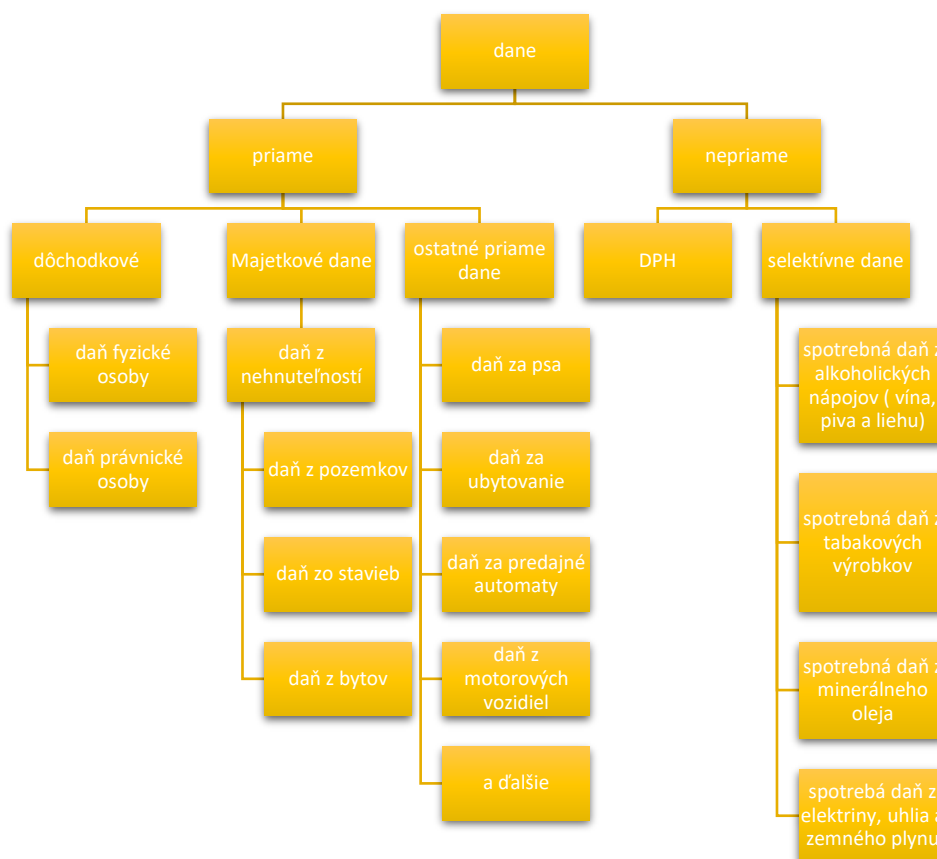 dane
priame
nepriame
dôchodkové
Majetkové dane
ostatné priame
dane
DPH
selektívne dane
daň fyzické
osoby
daň právnické
osoby
daň z
nehnuteľností
daň z pozemkov
daň zo stavieb
daň z bytov
daň za psa
daň za
ubytovanie
daň za predajné
automaty
daň z
motorových
vozidiel
a ďalšie
spotrebná daň z
alkoholických
nápojov ( vína,
piva a liehu)
spotrebná daň z
tabakových
výrobkov
spotrebná daň z
minerálneho
oleja
spotrebá daň z
elektriny, uhlia a
zemného plynu